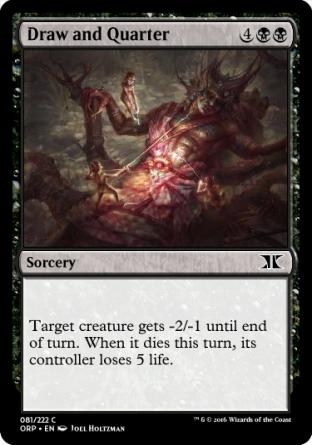 Draw and Quarter 4
Sorcery
Target creature gets -2/-1 until end
of turn. When it dies this turn, its
controller loses 5 life.
081/222 C
ORP • EN Joel Holtzman
™ & © 2016 Wizards of the Coast